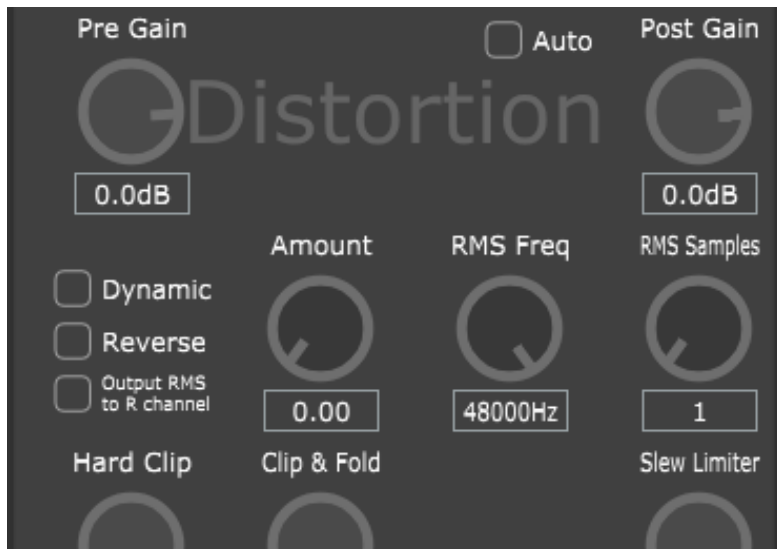 Pre Gain
Auto
Post Gain
Distortion
0.0dB
0.0dB
Amount
RMS Freq
RMS Samples
Dynamic
Reverse
Output RMS
to R channel
0.00
48000Hz
1
Hard Clip
Clip & Fold
Slew Limiter